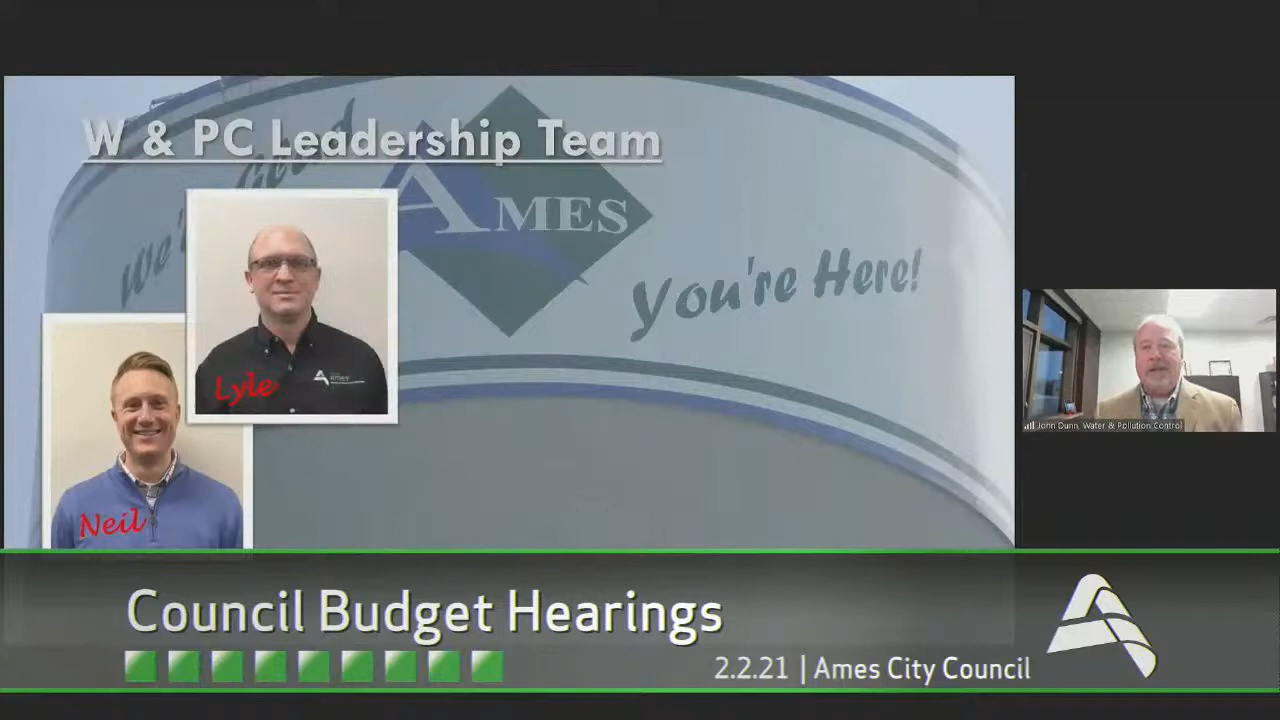 W & PC Leadership Team
AMES
You're Here!
Lyle
Neil
John Dunn, Water & Pollution Control
Council Budget Hearings
2.2.21 | Ames City Council